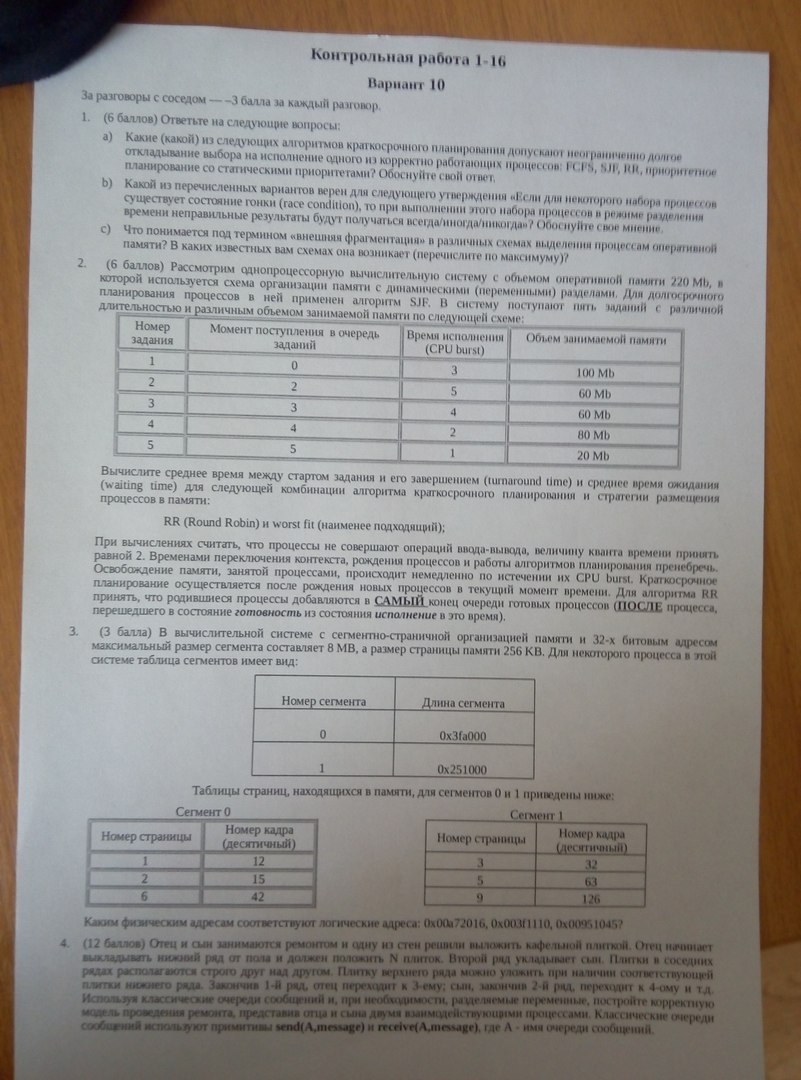 Контрольная работа 1-16
Вариант 10
За разговоры с соседом — –3 балла за каждый разговор.
1. (6 баллов) Ответьте на следующие вопросы:
a) Какие (какой) из следующих алгоритмов краткосрочного планирования допускают неограниченно долгое
откладывание выбора на исполнение одного из корректно работающих процессов: FCFS, SJF, RR, приоритетное
планирование со статическими приоритетами? Обоснуйте свой ответ.
b) Какой из перечисленных вариантов верен для следующего утверждения «Если для некоторого набора процессов
существует состояние гонки (race condition), то при выполнении этого набора процессов в режиме разделения
времени неправильные результаты будут получаться всегда/иногда/никогда»? Обоснуйте свое мнение.
c) Что понимается под термином «внешняя фрагментация» в различных схемах выделения процессам оперативной
памяти? В каких известных вам схемах она возникает (перечислите по максимуму)?
2. (6 баллов) Рассмотрим однопроцессорную вычислительную систему с объемом оперативной памяти 220 Mb, в
которой используется схема организации памяти с динамическими (переменными) разделами. Для долгосрочного
планирования процессов в ней применен алгоритм SJF. В систему поступают пять заданий с различной
длительностью и различным объемом занимаемой памяти по следующей схеме:
Номер задания Момент поступления в очередь заданий Время исполнения (CPU burst) Объем занимаемой памяти
1 0 3 100 Mb
2 2 5 60 Mb
3 3 4 60 Mb
4 4 2 80 Mb
5 5 1 20 Mb
Вычислите среднее время между стартом задания и его завершением (turnaround time) и среднее время ожидания
(waiting time) для следующей комбинации алгоритма краткосрочного планирования и стратегии размещения
процессов в памяти:
RR (Round Robin) и worst fit (наименее подходящий);
При вычислениях считать, что процессы не совершают операций ввода-вывода, величину кванта времени принять
равной 2. Временами переключения контекста, рождения процессов и работы алгоритмов планирования пренебречь.
Освобождение памяти, занятой процессами, происходит немедленно по истечении их CPU burst. Краткосрочное
планирование осуществляется после рождения новых процессов в текущий момент времени. Для алгоритма RR
принять, что родившиеся процессы добавляются в САМЫЙ конец очереди готовых процессов (ПОСЛЕ процесса,
перешедшего в состояние готовность из состояния исполнение в это время).
3. (3 балла) В вычислительной системе с сегментно-страничной организацией памяти и 32-х битовым адресом
максимальный размер сегмента составляет 8 MB, а размер страницы памяти 256 KB. Для некоторого процесса в этой
системе таблица сегментов имеет вид:
Номер сегмента Длина сегмента
0 0x3fa000
1 0x251000
Таблицы страниц, находящихся в памяти, для сегментов 0 и 1 приведены ниже:
Сегмент 0
Номер страницы Номер кадра (десятичный)
1 12
2 15
6 42
Сегмент 1
Номер страницы Номер кадра (десятичный)
3 32
5 63
9 126
Каким физическим адресам соответствуют логические адреса: 0x00a72016, 0x003f1110, 0x00951045?
4. (12 баллов) Отец и сын занимаются ремонтом и одну из стен решили выложить кафельной плиткой. Отец начинает
выкладывать нижний ряд от пола и должен положить N плиток. Второй ряд укладывает сын. Плитки в соседних
рядах располагаются строго друг над другом. Плитку верхнего ряда можно уложить при наличии соответствующей
плитки нижнего ряда. Закончив 1-й ряд, отец переходит к 3-ему; сын, закончив 2-й ряд, переходит к 4-ому и т.д.
Используя классические очереди сообщений и, при необходимости, разделяемые переменные, постройте корректную
модель проведения ремонта, представив отца и сына двумя взаимодействующими процессами. Классические очереди
сообщений используют примитивы send(A,message) и receive(A,message), где A - имя очереди сообщений.